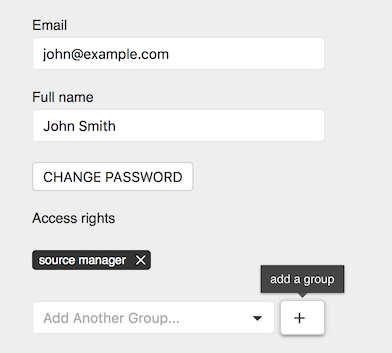 Email
john@example.com
Full name
John Smith
CHANGE PASSWORD
Access rights
source manager
add a group
Add Another Group...